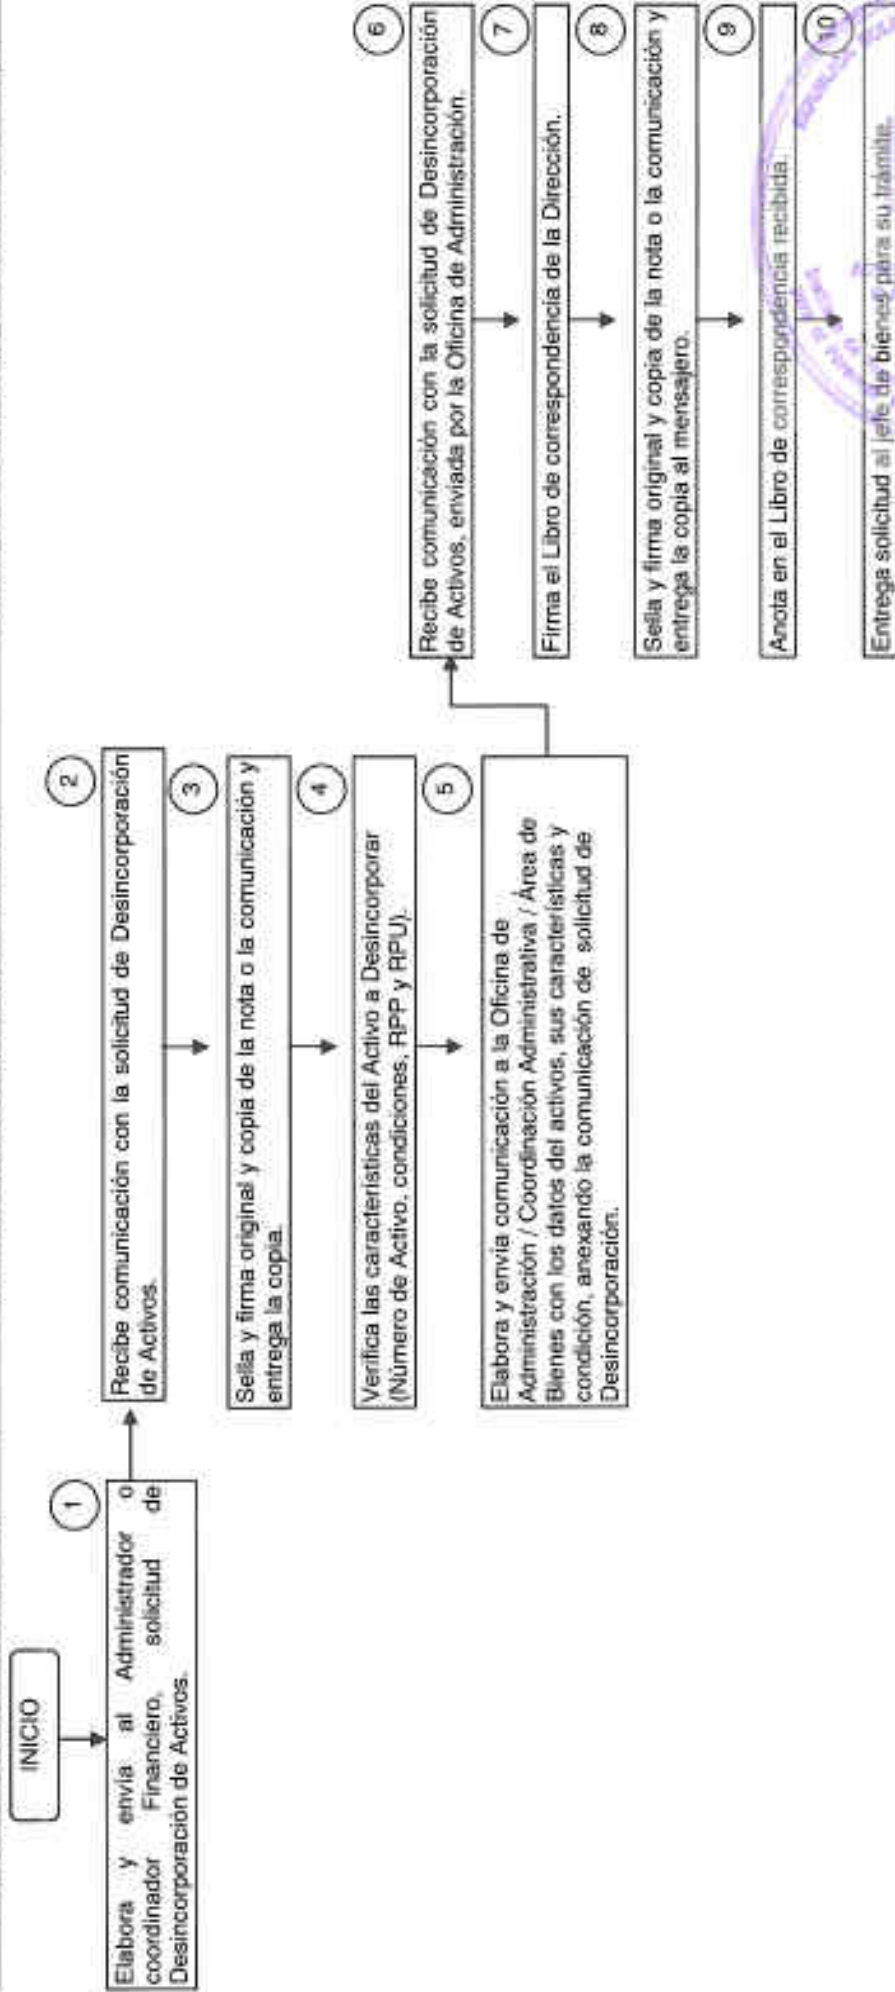 INICIO
1
Elabora y envía al Administrador o
coordinador Financiero, solicitud de
Desincorporación de Activos.
2
Recibe comunicación con la solicitud de Desincorporación
de Activos.
3
Sella y firma original y copia de la nota o la comunicación y
entrega la copia.
4
Verifica las características del Activo a Desincorporar
(Número de Activo, condiciones, RPP y RPU).
5
Elabora y envía comunicación a la Oficina de
Administración / Coordinación Administrativa / Área de
Bienes con los datos del activos, sus características y
condición, anexando la comunicación de solicitud de
Desincorporación.
6
Recibe comunicación con la solicitud de Desincorporación
de Activos, enviada por la Oficina de Administración.
7
Firma el Libro de correspondencia de la Dirección.
8
Sella y firma original y copia de la nota o la comunicación y
entrega la copia al mensajero.
9
Anota en el Libro de correspondencia recibida.
10
Entrega solicitud al jefe de bienes para su trámite.